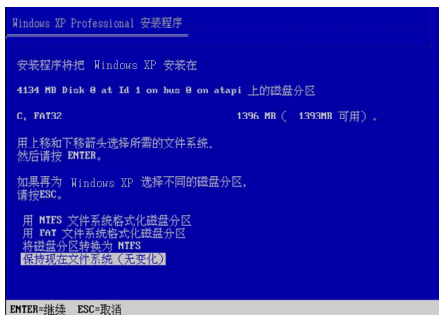 Windows XP Professional 安装程序
安装程序将把 Windows XP 安装在
4134 MB Disk 0 at Id 1 on bus 0 on atapi 上的磁盘分区
C, FAT32 1396 MB ( 1393MB 可用) .
用上移和下移箭头选择所需的文件系统,
然后请按 ENTER。
如果再为 Windows XP 选择不同的磁盘分区,
请按ESC。
用 NTFS 文件系统格式化磁盘分区
用 FAT 文件系统格式化磁盘分区
将磁盘分区转换为 NTFS
保持现在文件系统（无变化）
ENTER=继续 ESC=取消